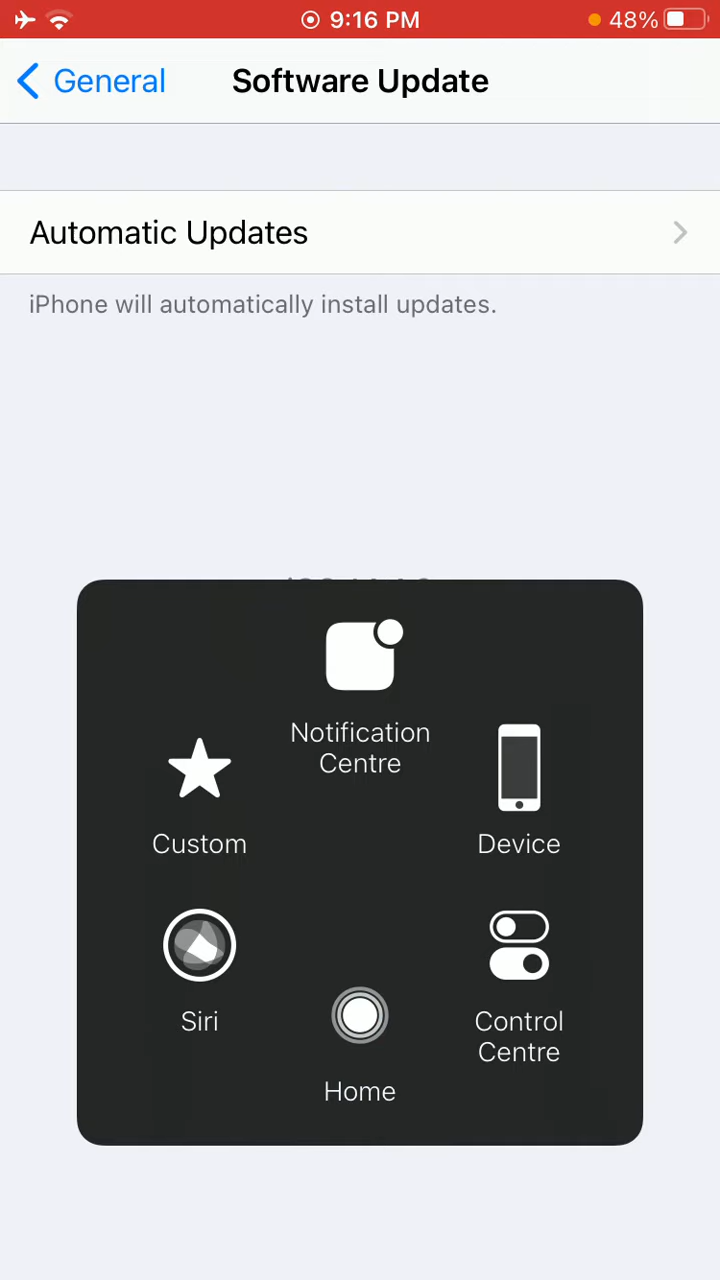 9:16 PM
48%
General
Software Update
Automatic Updates
iPhone will automatically install updates.
Notification
Centre
Custom
Device
Siri
Control
Centre
Home